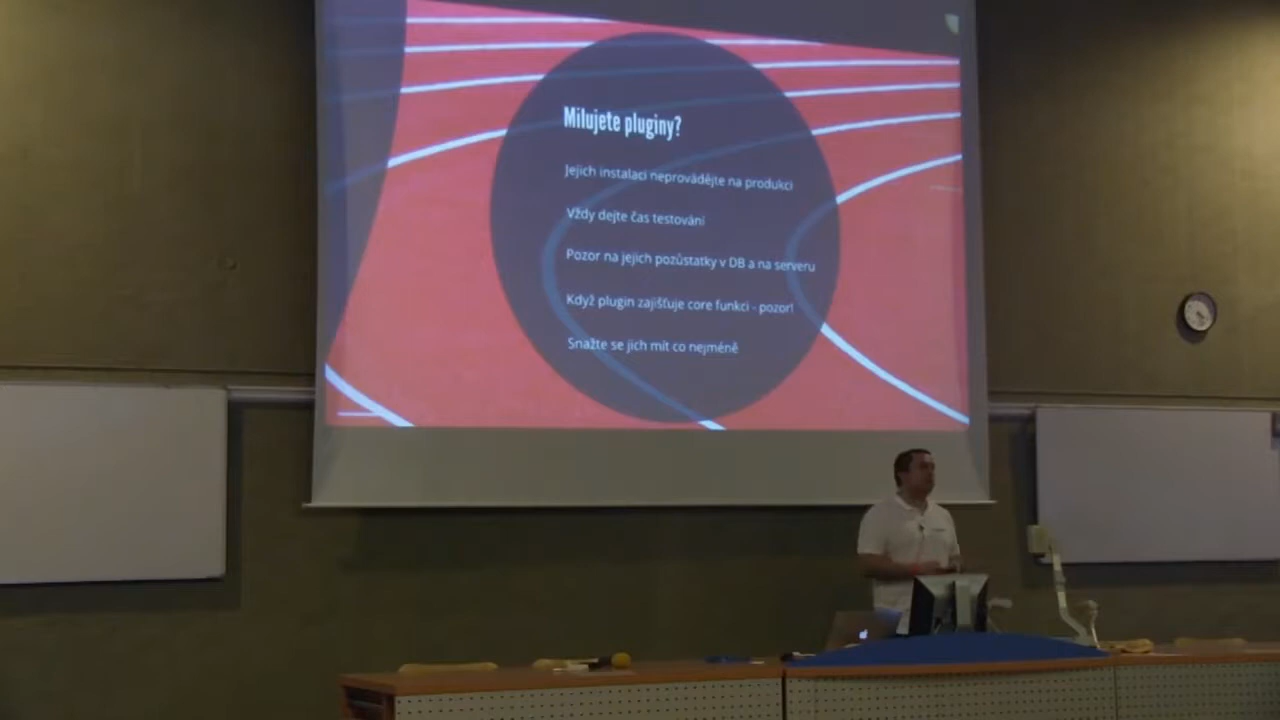 Milujete pluginy?
Jejich instalaci neprovádějte na produkci
Vždy dejte čas testování
Pozor na jejich pozůstatky v DB a na serveru
Když plugin zajišťuje core funkci - pozor!
Snažte se jich mít co nejméně